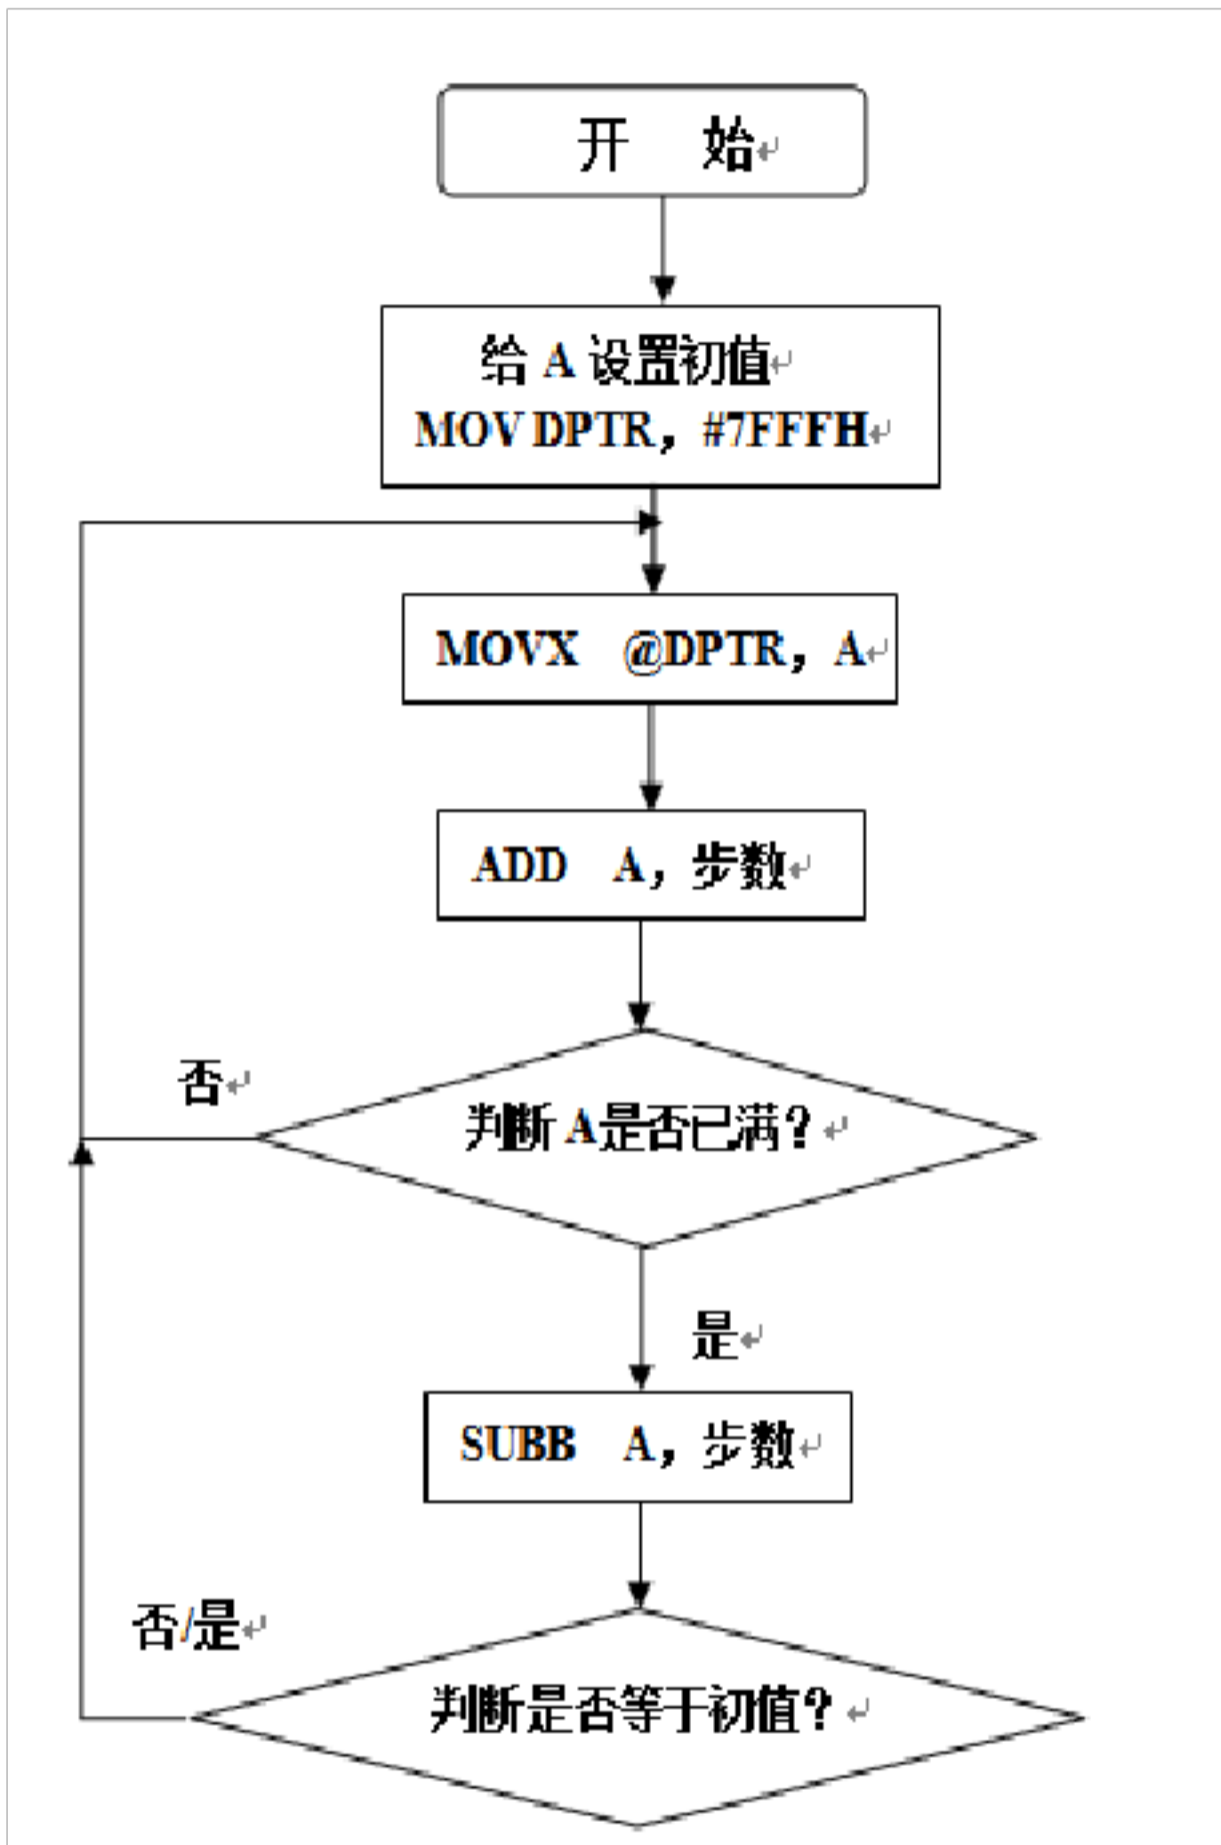 开 始
给 A 设置初值
MOV DPTR，#7FFFH
MOVX @DPTR，A
ADD A，步数
否
判断 A是否已满？
是
SUBB A，步数
否/是
判断是否等于初值？